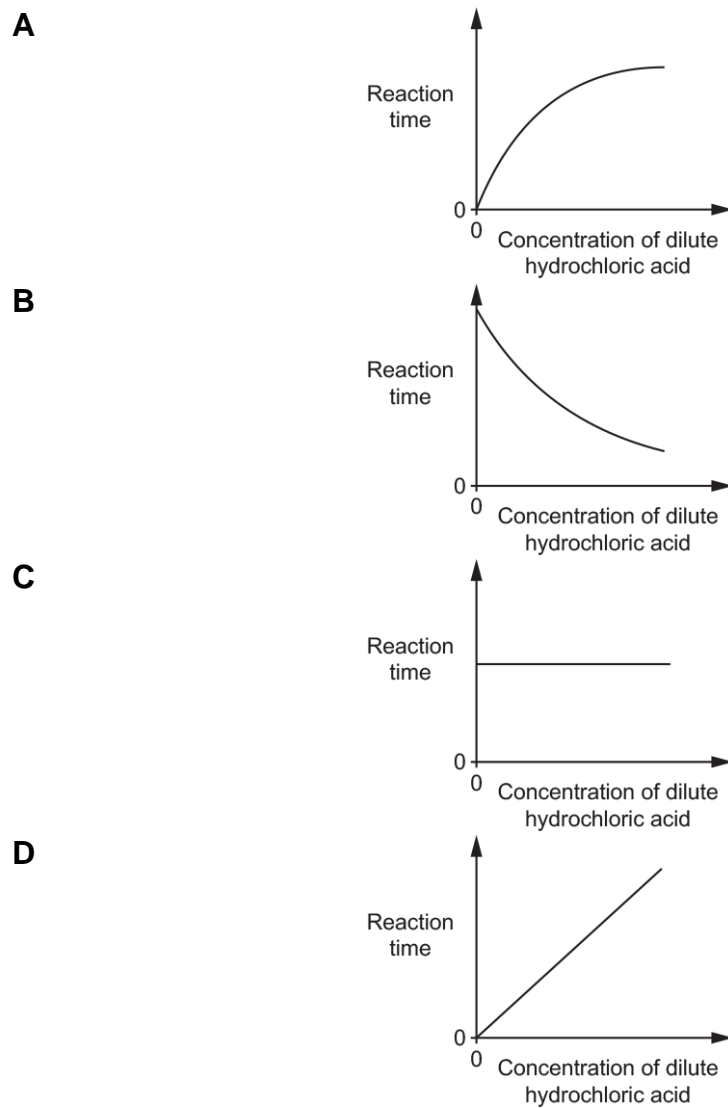 A
Reaction
time
0
0
Concentration of dilute
hydrochloric acid
B
Reaction
time
0
0
Concentration of dilute
hydrochloric acid
C
Reaction
time
0
0
Concentration of dilute
hydrochloric acid
D
Reaction
time
0
0
Concentration of dilute
hydrochloric acid